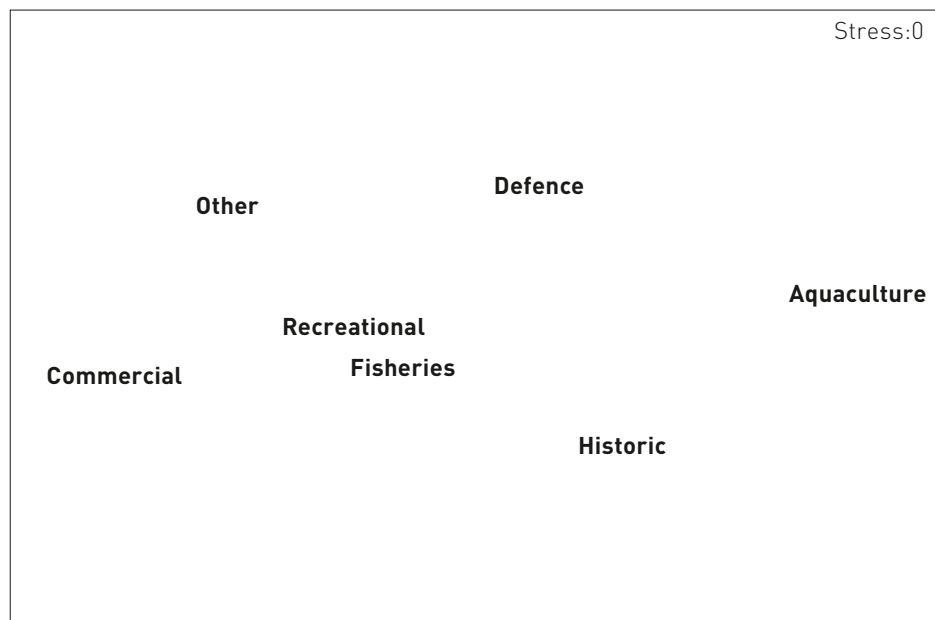 Stress:0
Defence
Other
Aquaculture
Recreational
Fisheries
Commercial
Historic